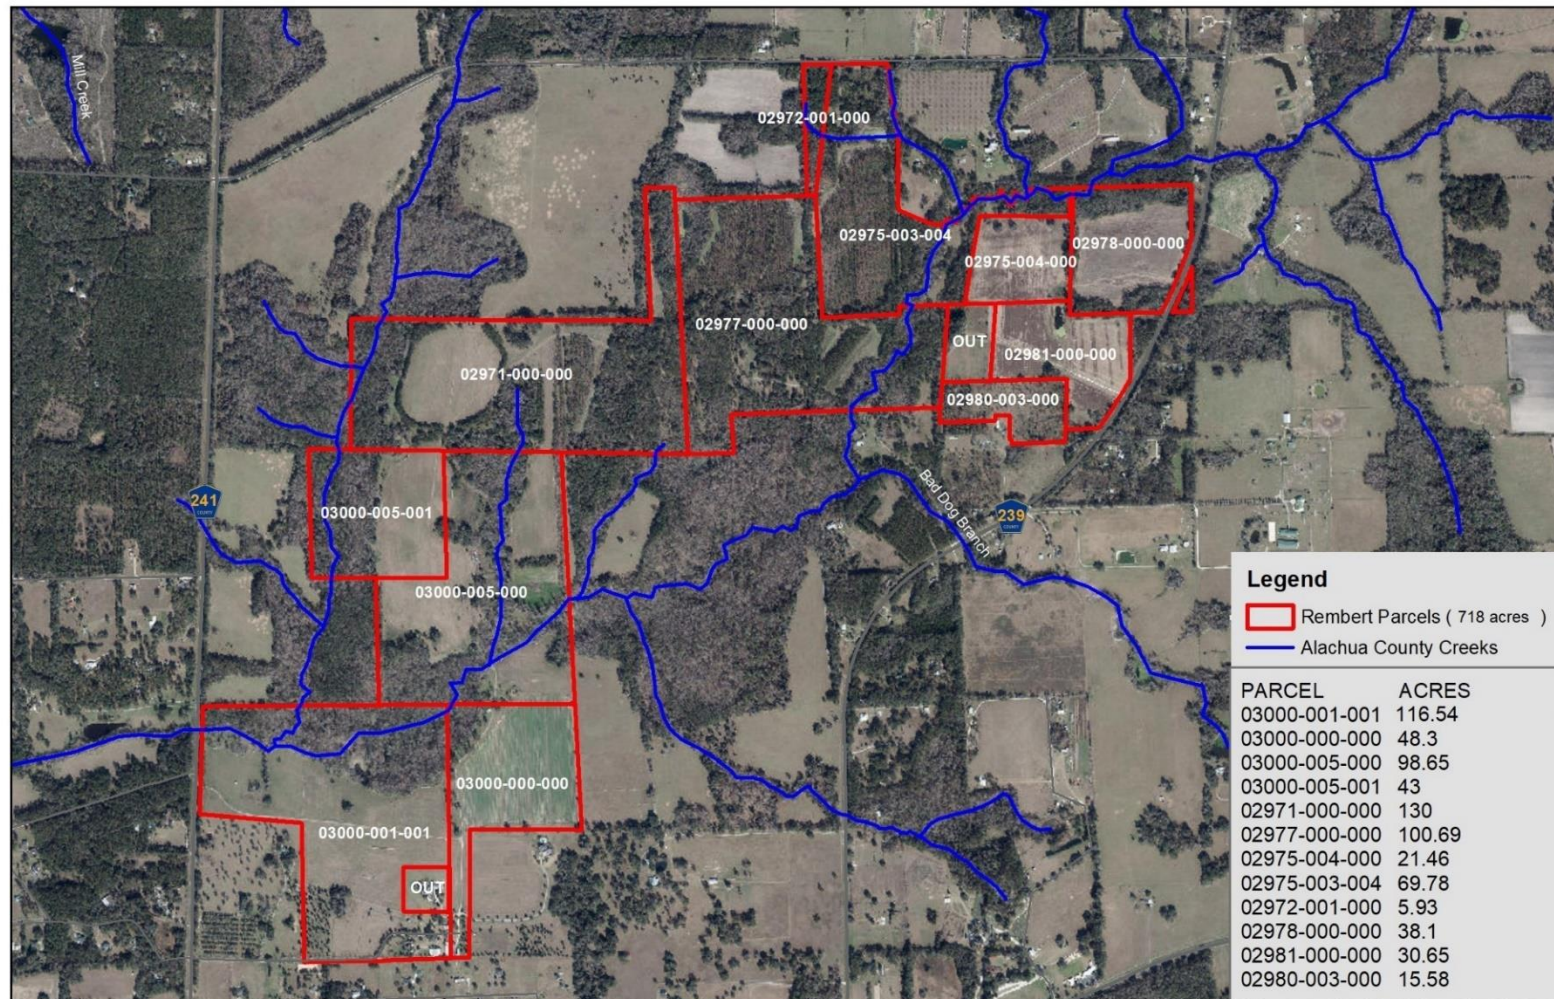 Mill Creek
02972-001-000
02975-003-004
02978-000-000
02975-004-000
02977-000-000
OUT
02981-000-000
02971-000-000
02980-003-000
241
COUNTY
03000-005-001
Bad Dog Branch
239
COUNTY
03000-005-000
03000-000-000
03000-001-001
OUT
Legend
Rembert Parcels ( 718 acres )
Alachua County Creeks
PARCEL ACRES
03000-001-001 116.54
03000-000-000 48.3
03000-005-000 98.65
03000-005-001 43
02971-000-000 130
02977-000-000 100.69
02975-004-000 21.46
02975-003-004 69.78
02972-001-000 5.93
02978-000-000 38.1
02981-000-000 30.65
02980-003-000 15.58